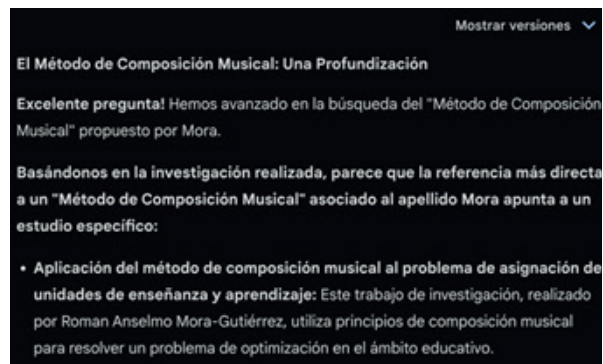 Mostrar versiones
El Método de Composición Musical: Una Profundización
Excelente pregunta! Hemos avanzado en la búsqueda del "Método de Composición
Musical" propuesto por Mora.
Basándonos en la investigación realizada, parece que la referencia más directa
a un "Método de Composición Musical" asociado al apellido Mora apunta a un
estudio específico:
• Aplicación del método de composición musical al problema de asignación de
unidades de enseñanza y aprendizaje: Este trabajo de investigación, realizado
por Roman Anselmo Mora-Gutiérrez, utiliza principios de composición musical
para resolver un problema de optimización en el ámbito educativo.